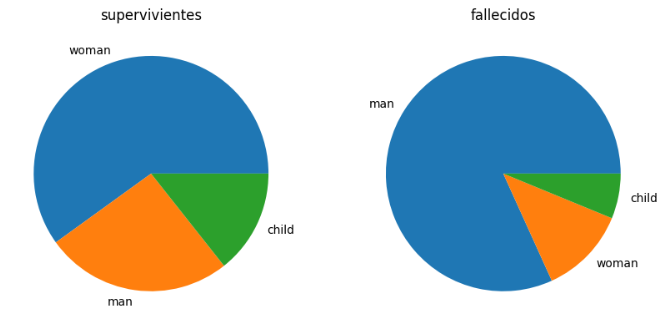 supervivientes
woman
man
child
fallecidos
man
woman
child